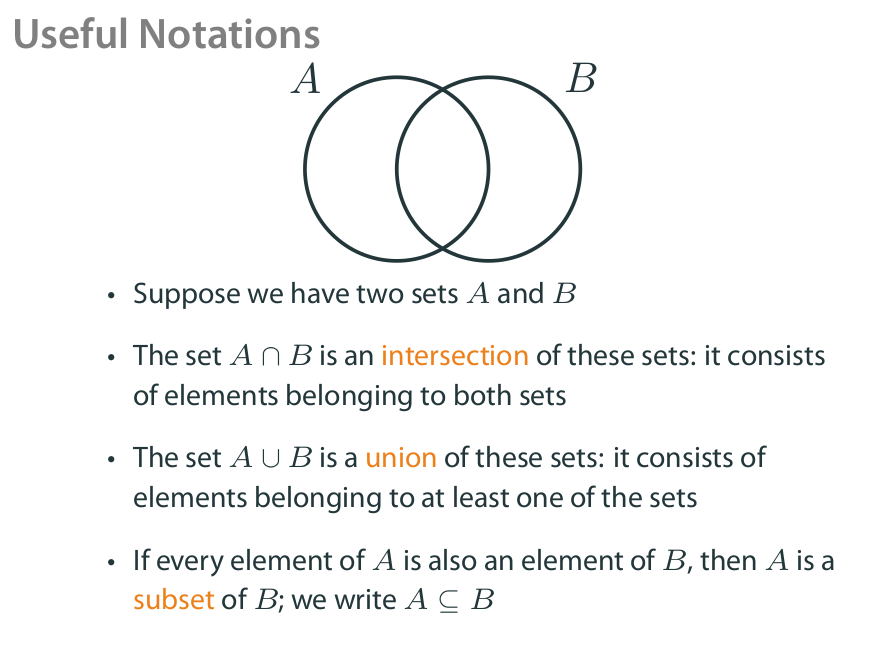 Useful Notations
A B
• Suppose we have two sets A and B
• The set A ∩ B is an intersection of these sets: it consists
of elements belonging to both sets
• The set A ∪ B is a union of these sets: it consists of
elements belonging to at least one of the sets
• If every element of A is also an element of B, then A is a
subset of B; we write A ⊆ B